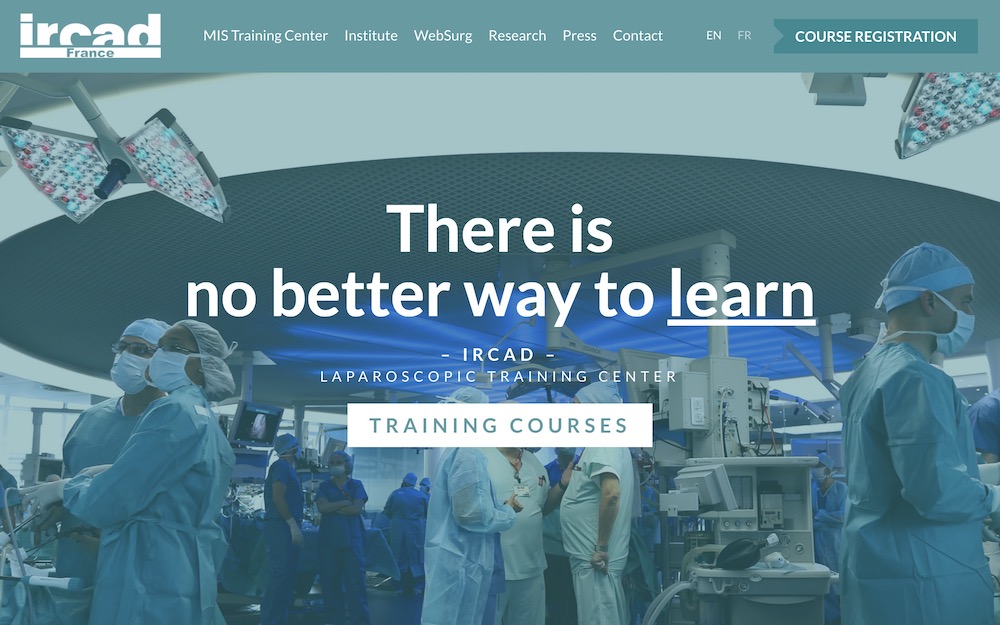 ircad
France
MIS Training Center
Institute
WebSurg
Research
Press
Contact
EN
FR
COURSE REGISTRATION
There is
no better way to learn
– IRCAD –
LAPAROSCOPIC TRAINING CENTER
TRAINING COURSES